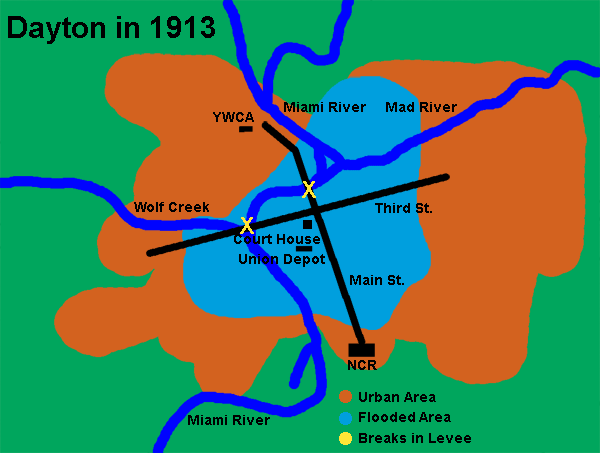 Dayton in 1913
Miami River
Mad River
YWCA
Wolf Creek
Third St.
X
X
Court House
Union Depot
Main St.
NCR
Miami River
Urban Area
Flooded Area
Breaks in Levee